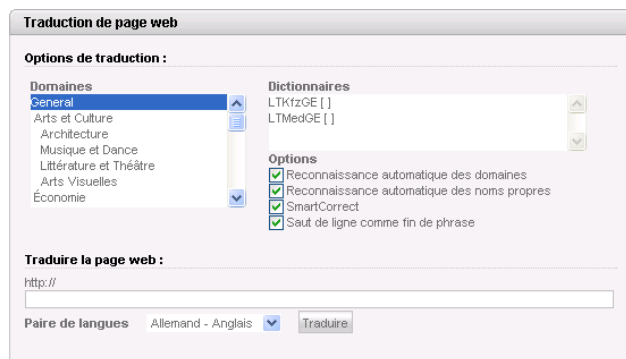 Traduction de page web
Options de traduction :
Domaines
General
Arts et Culture
Architecture
Musique et Dance
Littérature et Théâtre
Arts Visuelles
Économie
Dictionnaires
LTKfzGE [ ]
LTMedGE [ ]
Options
Reconnaissance automatique des domaines
Reconnaissance automatique des noms propres
SmartCorrect
Saut de ligne comme fin de phrase
Traduire la page web :
http://
Paire de langues Allemand - Anglais Traduire